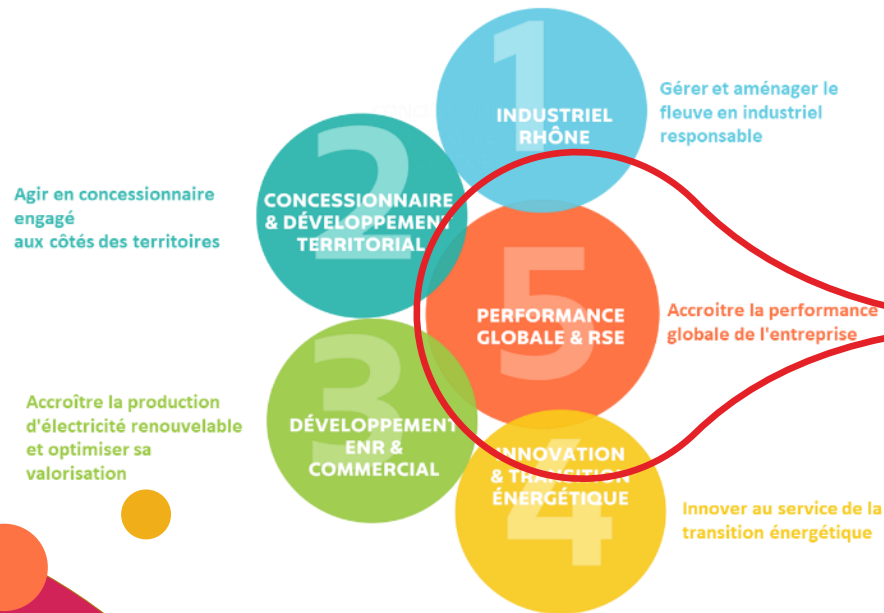 1
INDUSTRIEL
RHÔNE
Gérer et aménager le
fleuve en industriel
responsable
2
CONCESSIONNAIRE
& DÉVELOPPEMENT
TERRITORIAL
Agir en concessionnaire
engagé
aux côtés des territoires
5
PERFORMANCE
GLOBALE & RSE
Accroitre la performance
globale de l'entreprise
3
DÉVELOPPEMENT
ENR &
COMMERCIAL
Accroître la production
d'électricité renouvelable
et optimiser sa
valorisation
4
INNOVATION
& TRANSITION
ÉNERGÉTIQUE
Innover au service de la
transition énergétique